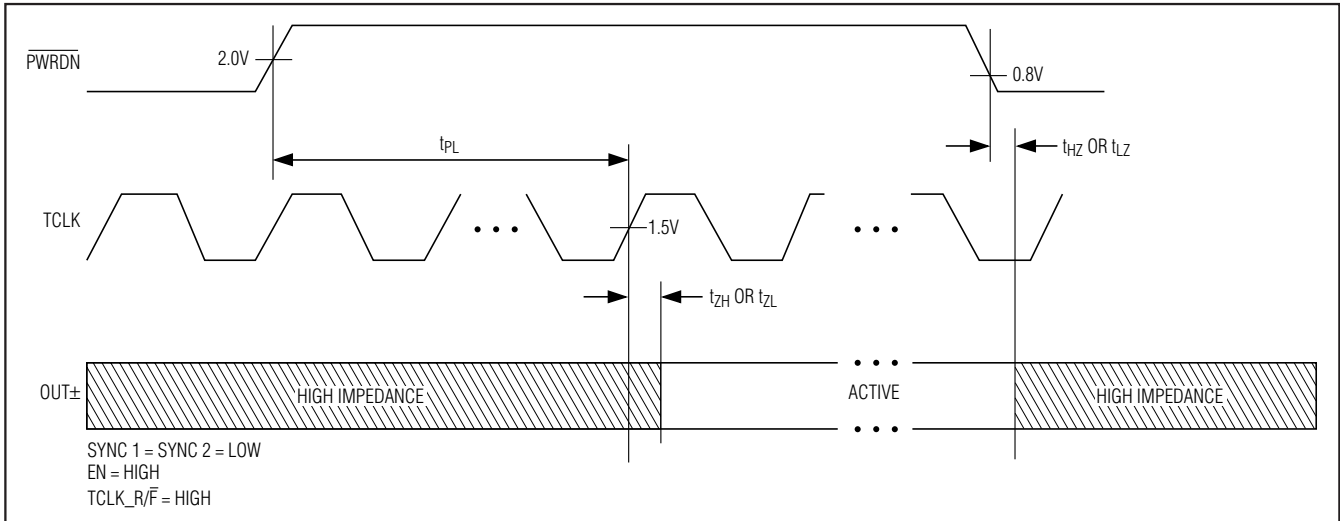 P̅W̅R̅D̅N̅
2.0V
0.8V
tPL
tHZ OR tLZ
TCLK
• • •
1.5V
• • •
tZH OR tZL
• • •
OUT±
HIGH IMPEDANCE
ACTIVE
HIGH IMPEDANCE
• • •
SYNC 1 = SYNC 2 = LOW
EN = HIGH
TCLK_R/F̅ = HIGH